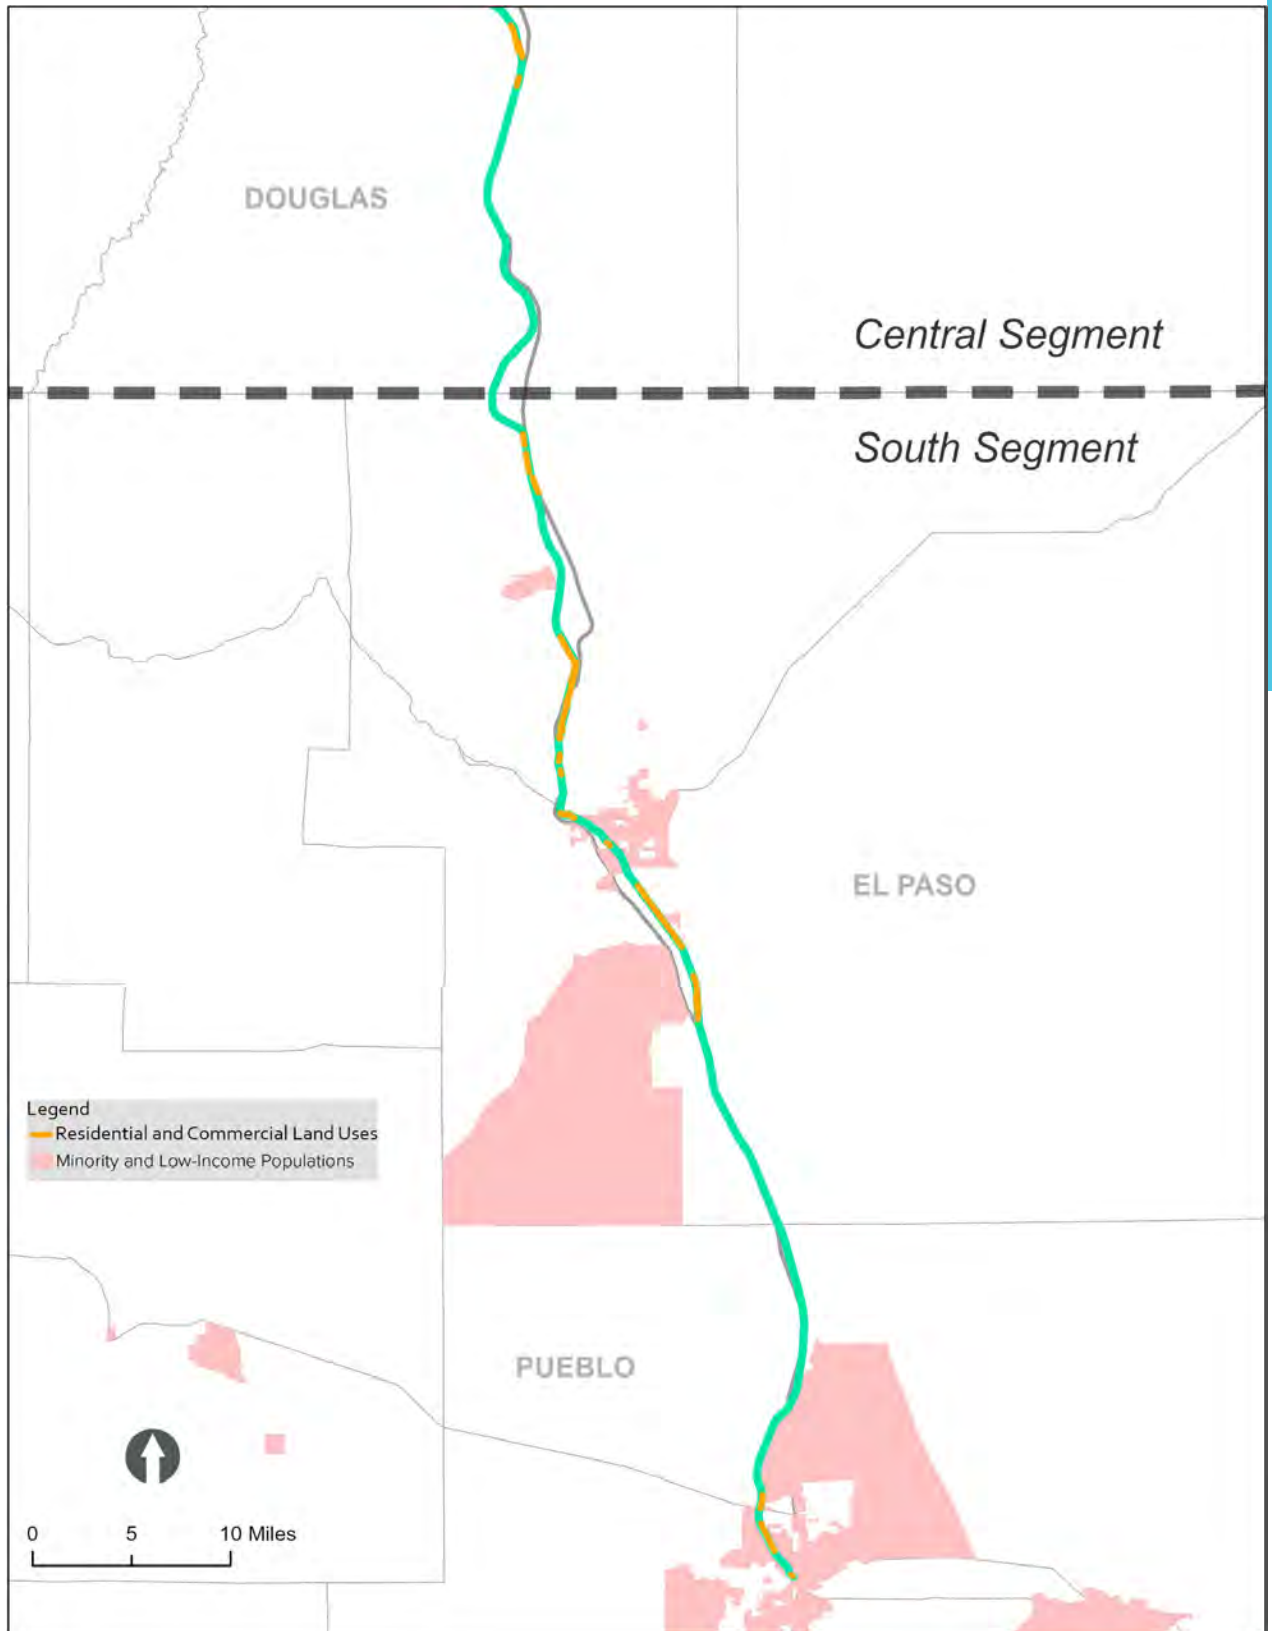 DOUGLAS
Central Segment
South Segment
EL PASO
Legend
Residential and Commercial Land Uses
Minority and Low-Income Populations
PUEBLO
0 5 10 Miles